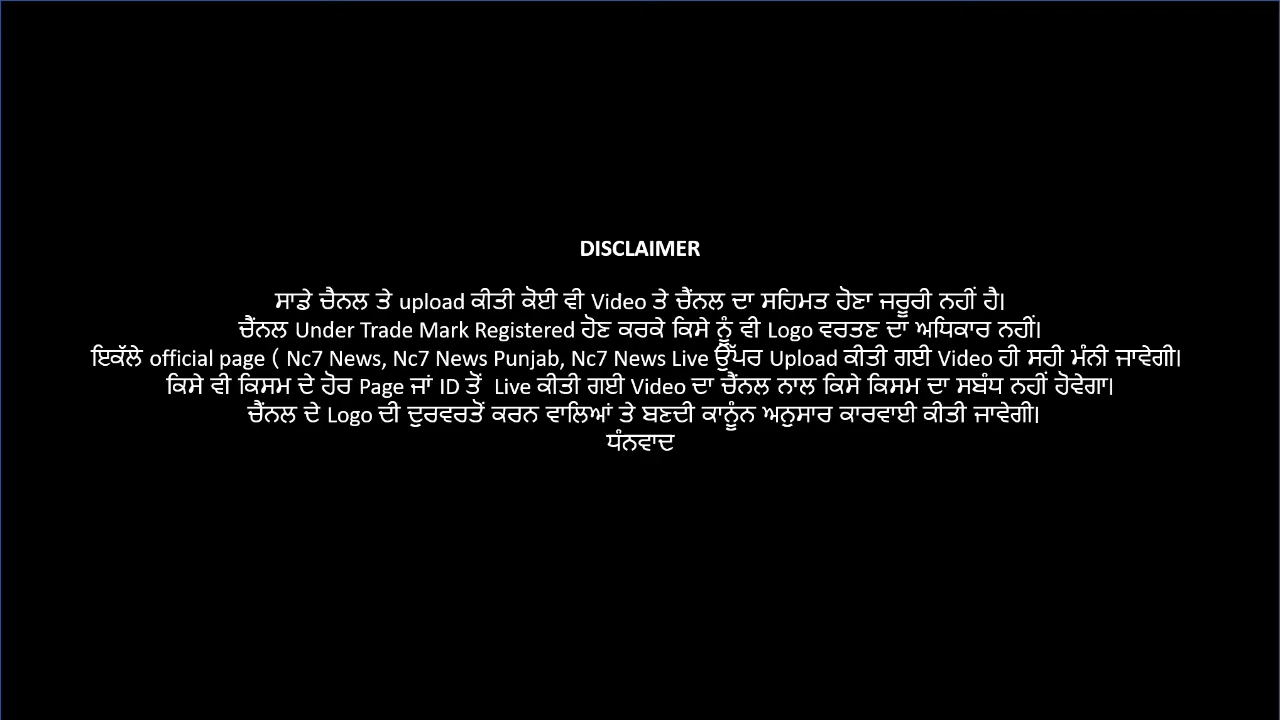 DISCLAIMER
ਸਾਡੇ ਚੈਨਲ ਤੇ upload ਕੀਤੀ ਕੋਈ ਵੀ Video ਤੇ ਚੈਂਨਲ ਦਾ ਸਹਿਮਤ ਹੋਣਾ ਜਰੂਰੀ ਨਹੀਂ ਹੈ।
ਚੈਂਨਲ Under Trade Mark Registered ਹੋਣ ਕਰਕੇ ਕਿਸੇ ਨੂੰ ਵੀ Logo ਵਰਤਣ ਦਾ ਅਧਿਕਾਰ ਨਹੀਂ।
ਇਕੱਲੇ official page ( Nc7 News, Nc7 News Punjab, Nc7 News Live ਉੱਪਰ Upload ਕੀਤੀ ਗਈ Video ਹੀ ਸਹੀ ਮੰਨੀ ਜਾਵੇਗੀ।
ਕਿਸੇ ਵੀ ਕਿਸਮ ਦੇ ਹੋਰ Page ਜਾਂ ID ਤੋਂ  Live ਕੀਤੀ ਗਈ Video ਦਾ ਚੈਂਨਲ ਨਾਲ ਕਿਸੇ ਕਿਸਮ ਦਾ ਸਬੰਧ ਨਹੀਂ ਹੋਵੇਗਾ।
ਚੈਂਨਲ ਦੇ Logo ਦੀ ਦੁਰਵਰਤੋਂ ਕਰਨ ਵਾਲਿਆਂ ਤੇ ਬਣਦੀ ਕਾਨੂੰਨ ਅਨੁਸਾਰ ਕਾਰਵਾਈ ਕੀਤੀ ਜਾਵੇਗੀ।
ਧੰਨਵਾਦ